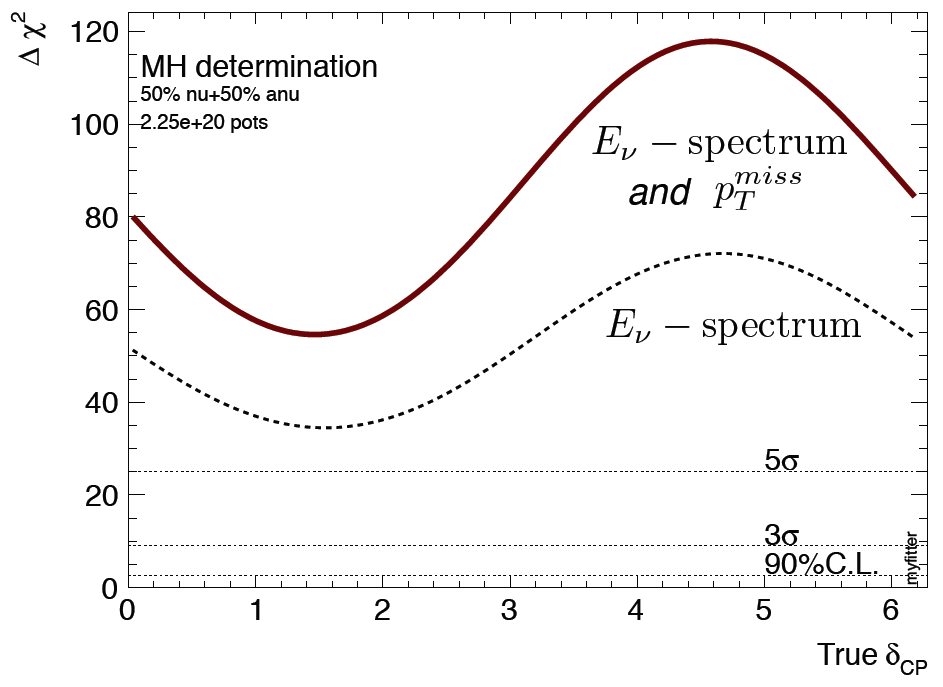 Δ χ²
120
100
80
60
40
20
0
MH determination
50% nu+50% anu
2.25e+20 pots
E_ν − spectrum
and p_T^{miss}
E_ν − spectrum
5σ
3σ
90%C.L.
myfitter
0 1 2 3 4 5 6
True δ_CP